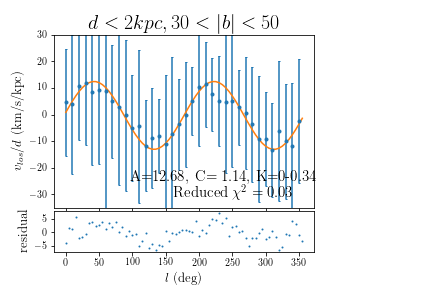 d < 2kpc, 30 < |b| < 50
v_los/d (km/s/kpc)
30
20
10
0
−10
−20
−30
A=12.68, C= 1.14, K=0-0.34
Reduced χ² = 0.03
residual
5
0
−5
0 50 100 150 200 250 300 350
l (deg)